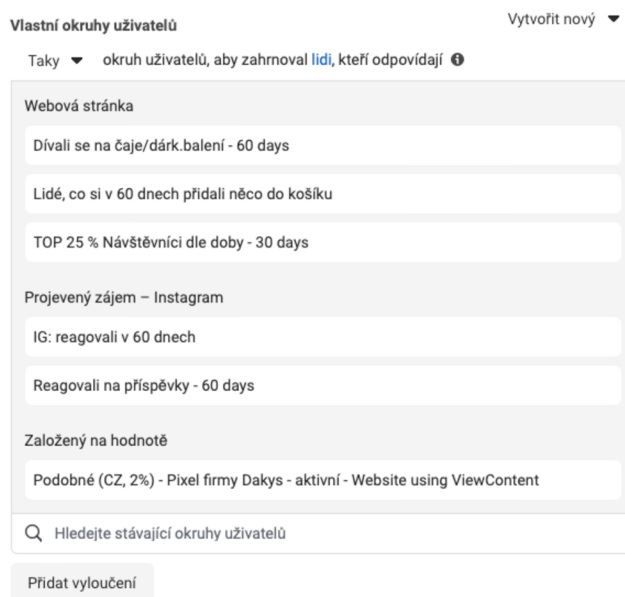 Vlastní okruhy uživatelů
Vytvořit nový
Taky okruh uživatelů, aby zahrnoval lidi, kteří odpovídají
Webová stránka
Dívali se na čaje/dárk.balení - 60 days
Lidé, co si v 60 dnech přidali něco do košíku
TOP 25 % Návštěvníci dle doby - 30 days
Projevený zájem – Instagram
IG: reagovali v 60 dnech
Reagovali na příspěvky - 60 days
Založený na hodnotě
Podobné (CZ, 2%) - Pixel firmy Dakys - aktivní - Website using ViewContent
Hledejte stávající okruhy uživatelů
Přidat vyloučení